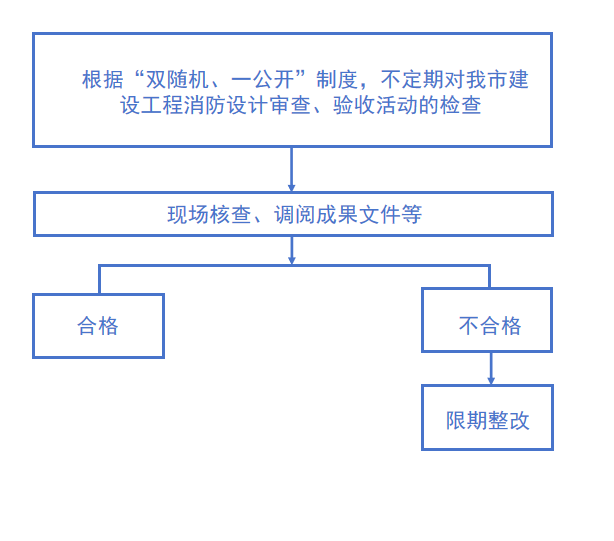 根据“双随机、一公开”制度，不定期对我市建
设工程消防设计审查、验收活动的检查
现场核查、调阅成果文件等
合格
不合格
限期整改